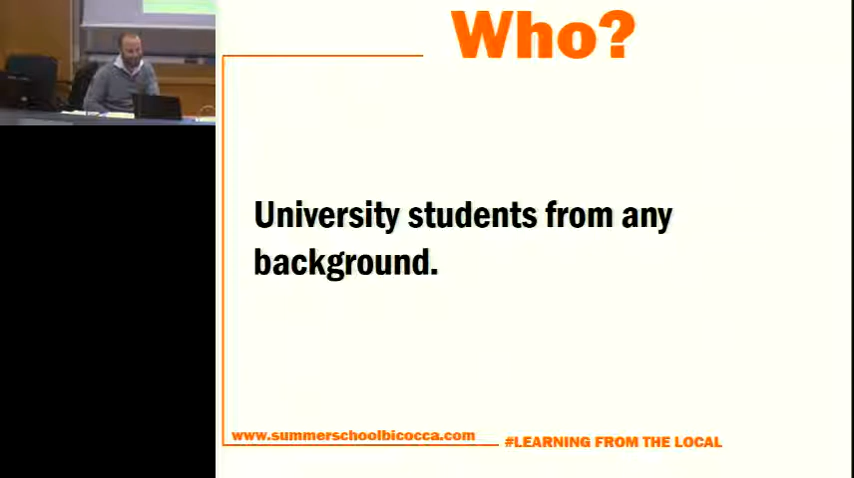 Who?
University students from any
background.
www.summerschoolbicocca.com
#LEARNING FROM THE LOCAL